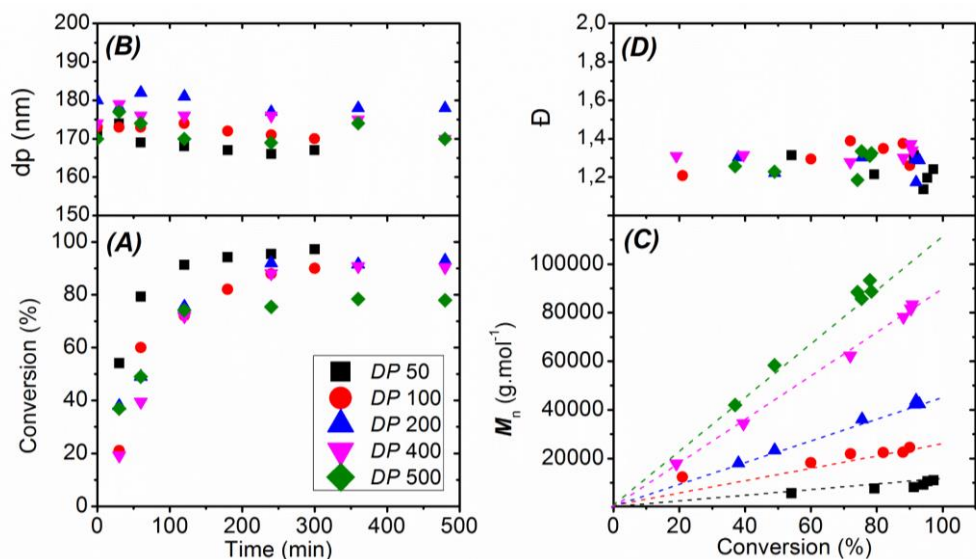 (B)
dp (nm)
200
190
180
170
160
150
(A)
Conversion (%)
100
80
60
40
20
0
DP 50
DP 100
DP 200
DP 400
DP 500
0 100 200 300 400 500
Time (min)
(D)
Đ
2,0
1,8
1,6
1,4
1,2
(C)
Mn (g.mol⁻¹)
100000
80000
60000
40000
20000
0 20 40 60 80 100
Conversion (%)